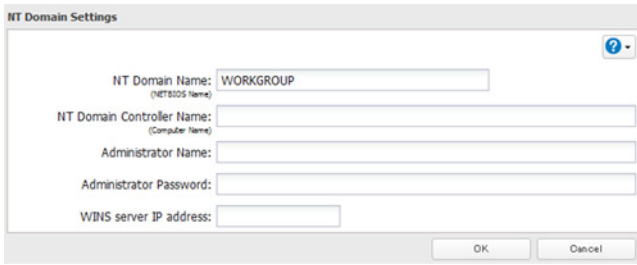 NT Domain Settings
?
NT Domain Name: WORKGROUP
(NETBIOS Name)
NT Domain Controller Name:
(Computer Name)
Administrator Name:
Administrator Password:
WINS server IP address:
OK Cancel